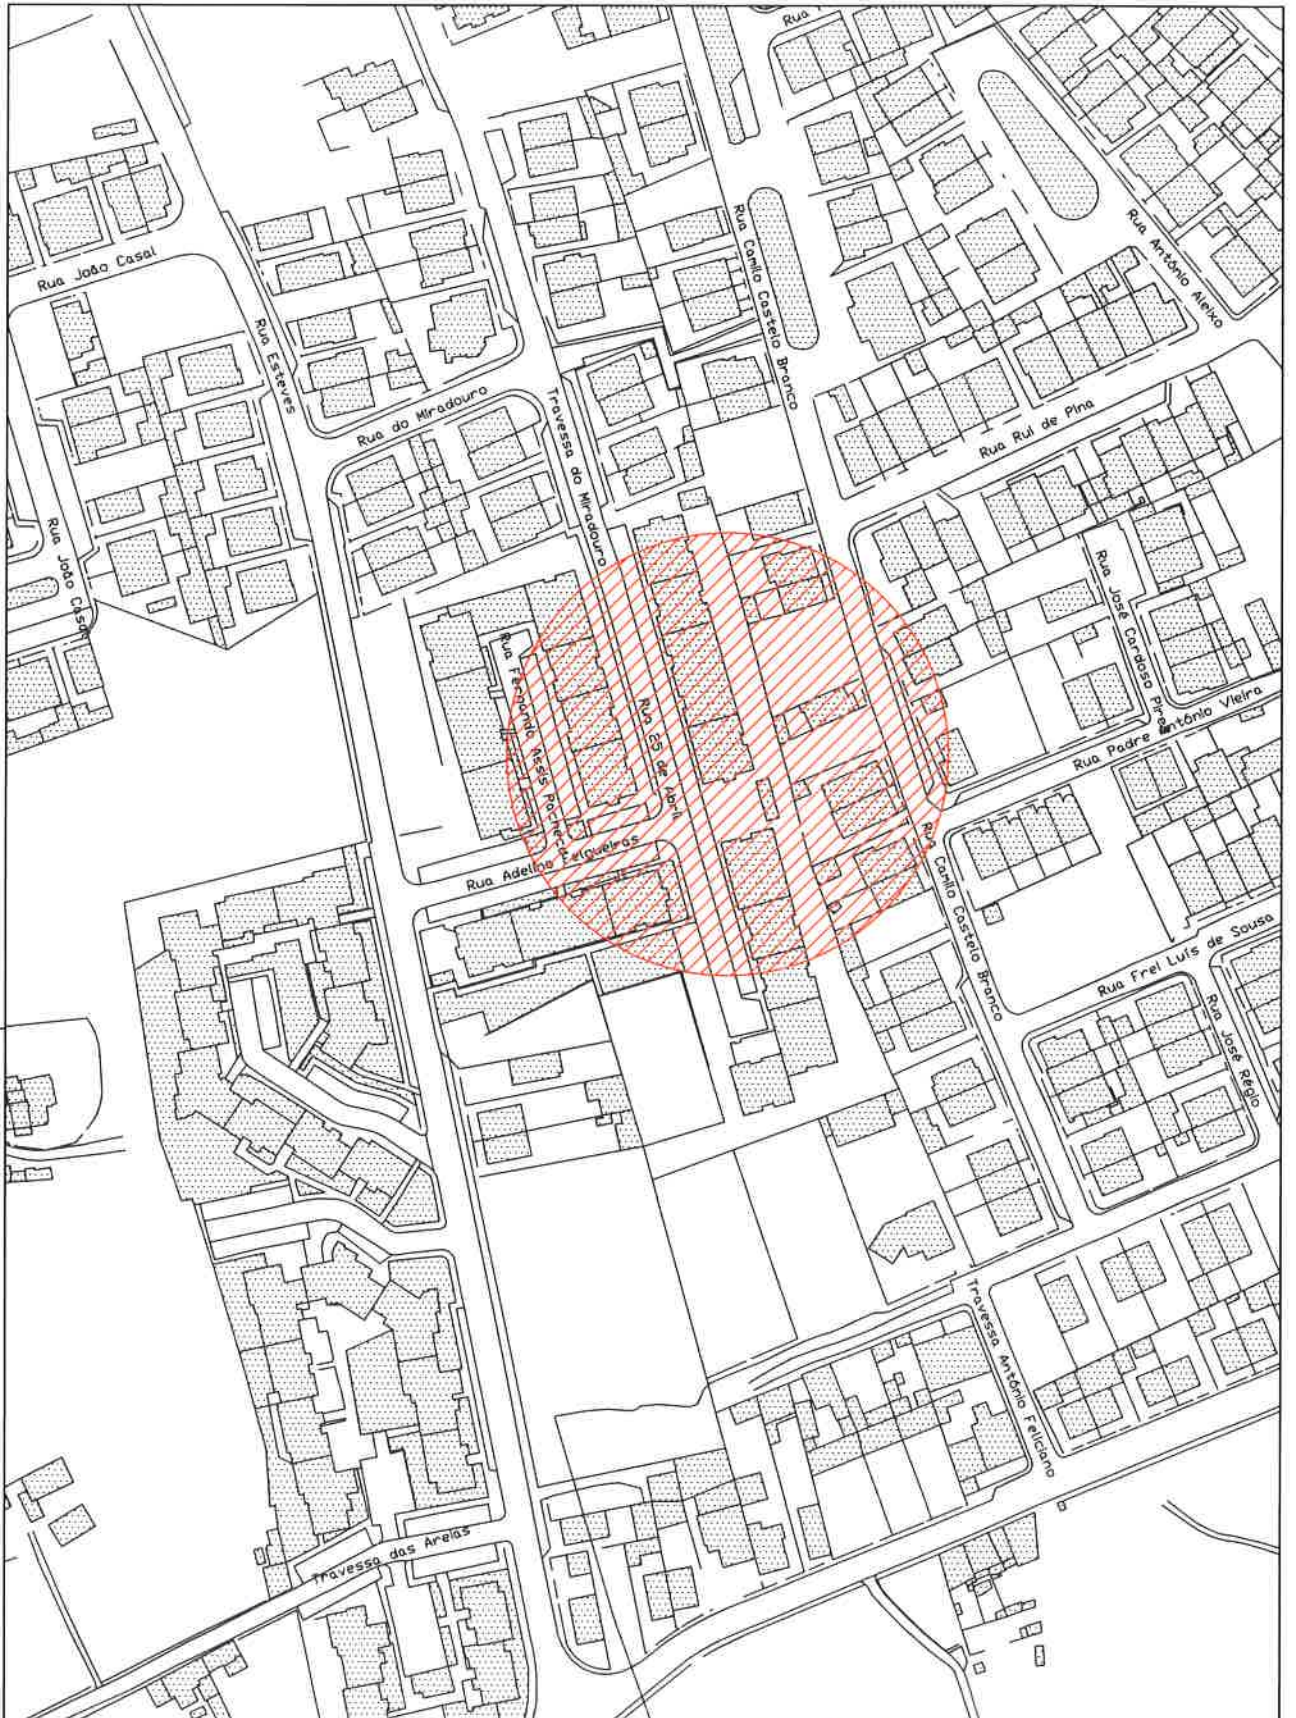 Rua
Rua João Casal
Rua Esteves
Rua do Miradouro
Travessa do Miradouro
Rua Camilo Castelo Branco
Rua António Aleixo
Rua Rui de Pina
Rua João Casal
Rua José Cardoso Pires
Rua Fernando Assis Pacheco
Rua 25 de Abril
Rua Padre António Vieira
Rua Adelino Felgueiras
Rua Camilo Castelo Branco
Rua Frei Luís de Sousa
Rua José Régio
Travessa António Feliciano
Travessa das Areias